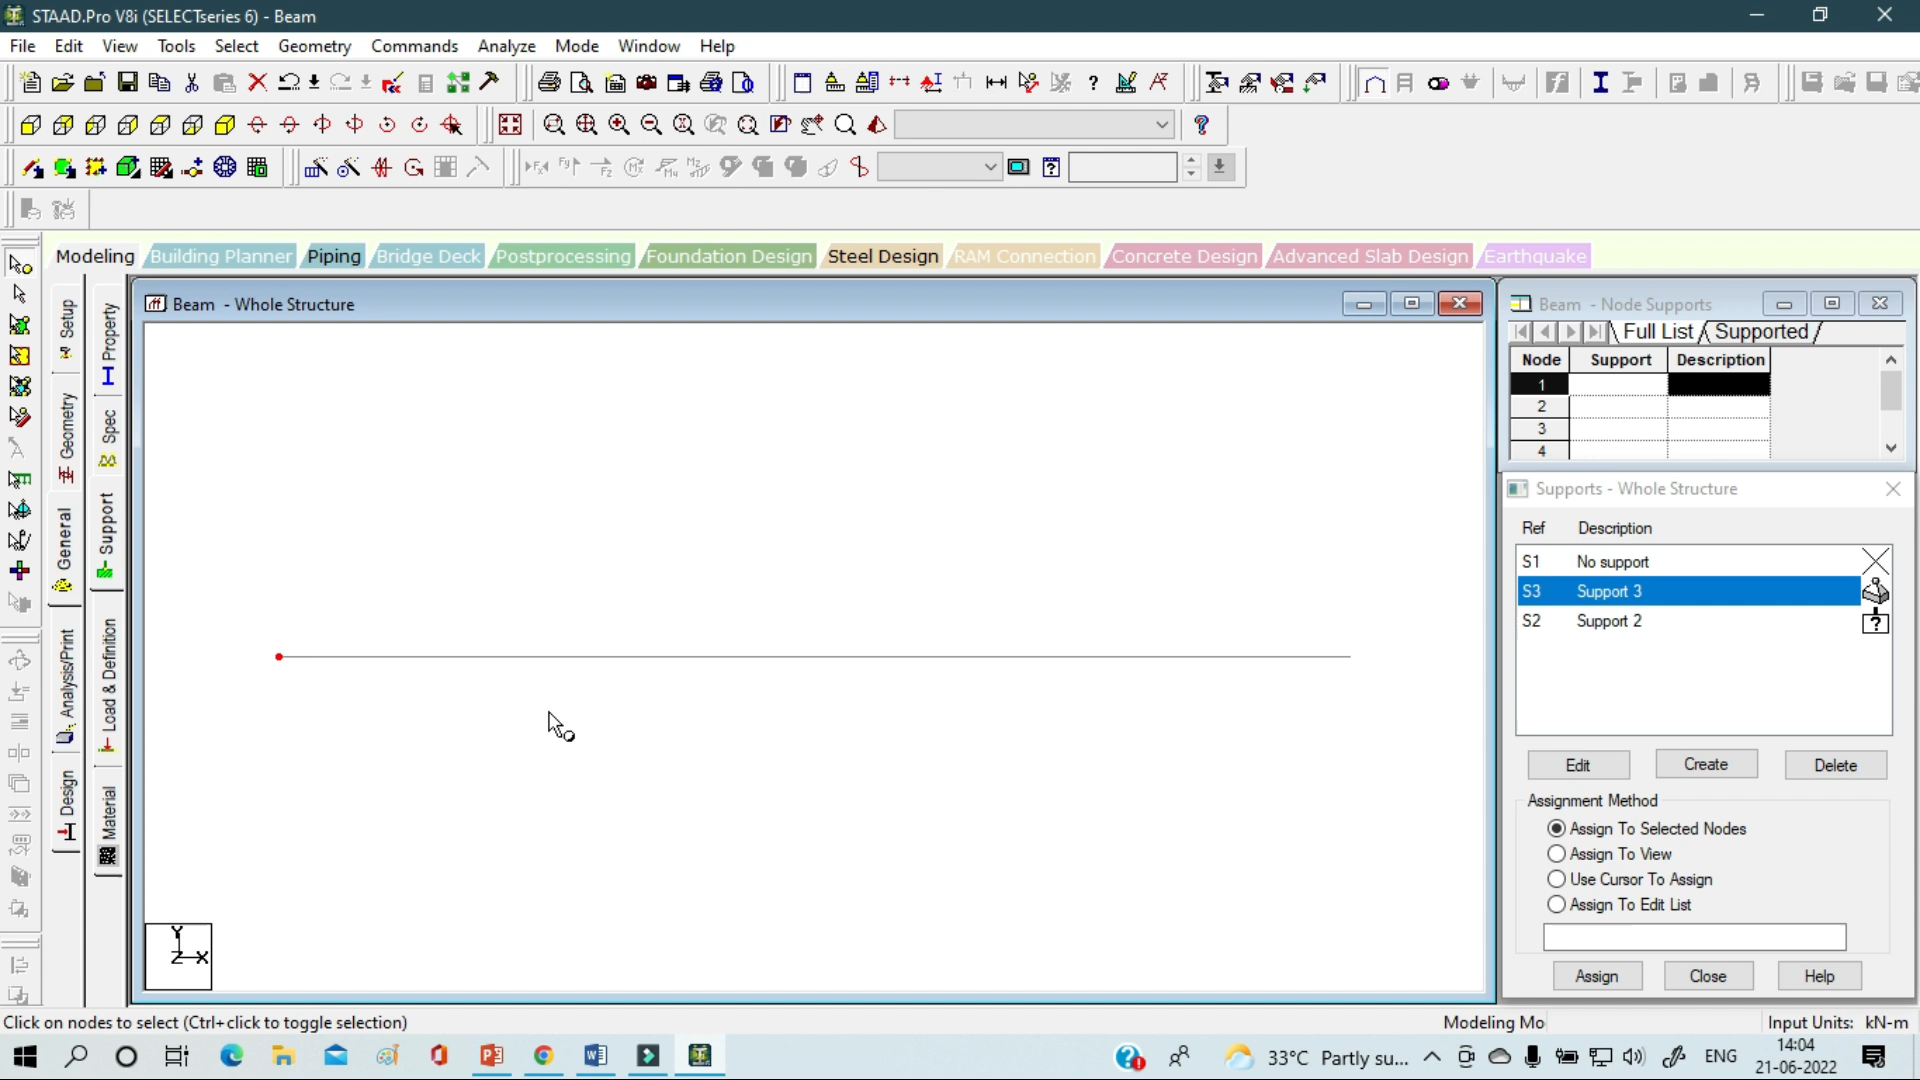 STAAD.Pro V8i (SELECTseries 6) - Beam
File Edit View Tools Select Geometry Commands Analyze Mode Window Help
Modeling Building Planner Piping Bridge Deck Postprocessing Foundation Design Steel Design RAM Connection Concrete Design Advanced Slab Design Earthquake
Setup
Geometry
General
Analysis/Print
Design
Property
Spec
Support
Load & Definition
Material
Beam - Whole Structure
Y
Z X
Beam - Node Supports
Full List Supported
Node Support Description
1
2
3
4
Supports - Whole Structure
Ref Description
S1 No support
S3 Support 3
S2 Support 2
?
Edit Create Delete
Assignment Method
Assign To Selected Nodes
Assign To View
Use Cursor To Assign
Assign To Edit List
Assign Close Help
Click on nodes to select (Ctrl+click to toggle selection)
Modeling Mo
Input Units: kN-m
33°C Partly su...
ENG
14:04
21-06-2022